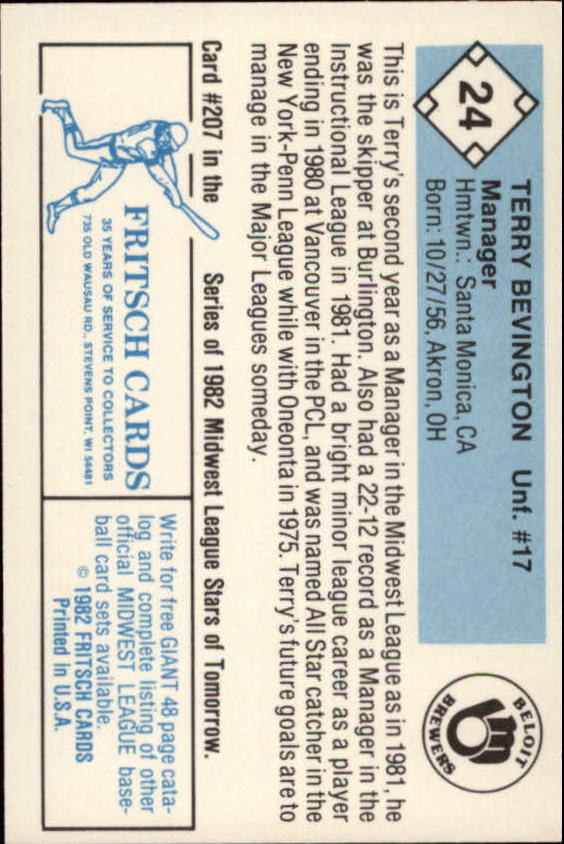 24
TERRY BEVINGTON Unf. #17
Manager
Hmtwn.: Santa Monica, CA
Born: 10/27/56, Akron, OH
BELOIT
BREWERS
This is Terry's second year as a Manager in the Midwest League as in 1981, he
was the skipper at Burlington. Also had a 22-12 record as a Manager in the
Instructional League in 1981. Had a bright minor league career as a player
ending in 1980 at Vancouver in the PCL, and was named All Star catcher in the
New York-Penn League while with Oneonta in 1975. Terry's future goals are to
manage in the Major Leagues someday.
Card #207 in the Series of 1982 Midwest League Stars of Tomorrow.
FRITSCH CARDS
35 YEARS OF SERVICE TO COLLECTORS
735 OLD WAUSAU RD., STEVENS POINT, WI 54481
Write for free GIANT 48 page cata-
log and complete listing of other
official MIDWEST LEAGUE base-
ball card sets available.
© 1982 FRITSCH CARDS
Printed in U.S.A.